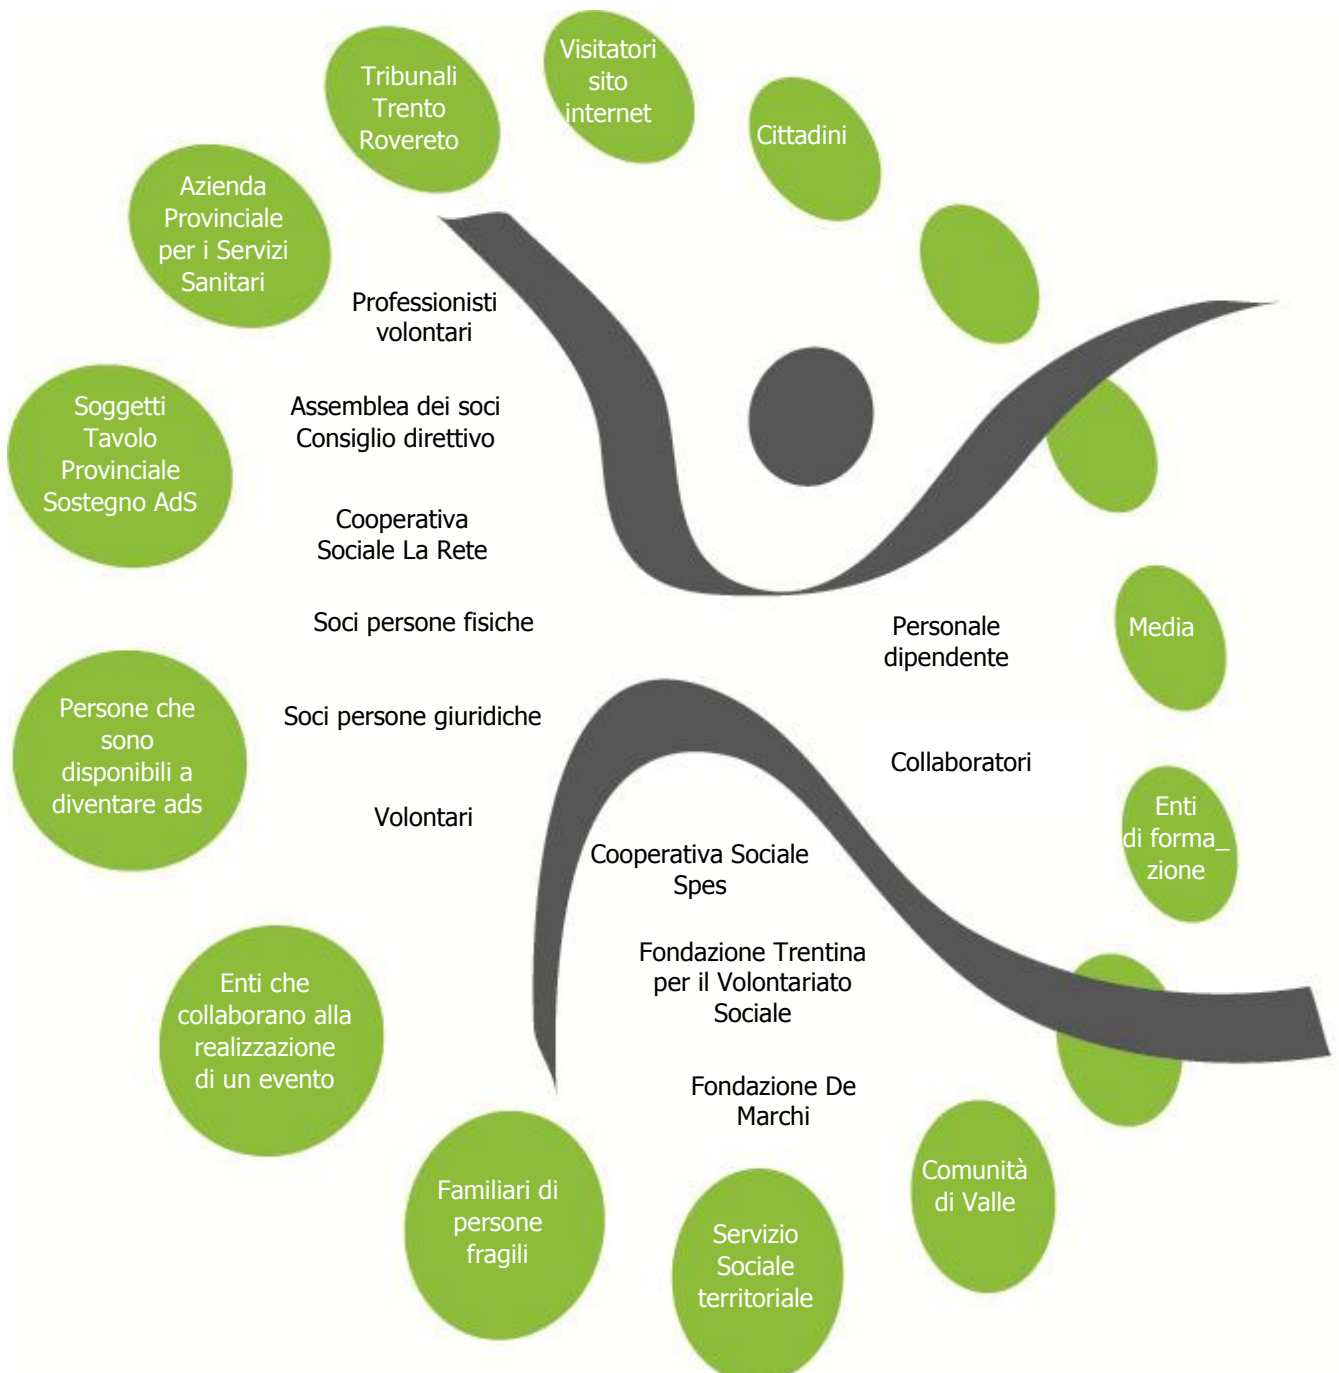 Visitatori
sito
internet
Tribunali
Trento
Rovereto
Cittadini
Azienda
Provinciale
per i Servizi
Sanitari
Professionisti
volontari
Soggetti
Tavolo
Provinciale
Sostegno AdS
Assemblea dei soci
Consiglio direttivo
Cooperativa
Sociale La Rete
Soci persone fisiche
Personale
dipendente
Media
Persone che
sono
disponibili a
diventare ads
Soci persone giuridiche
Collaboratori
Volontari
Enti
di forma_
zione
Cooperativa Sociale
Spes
Fondazione Trentina
per il Volontariato
Sociale
Enti che
collaborano alla
realizzazione
di un evento
Fondazione De
Marchi
Familiari di
persone
fragili
Servizio
Sociale
territoriale
Comunità
di Valle